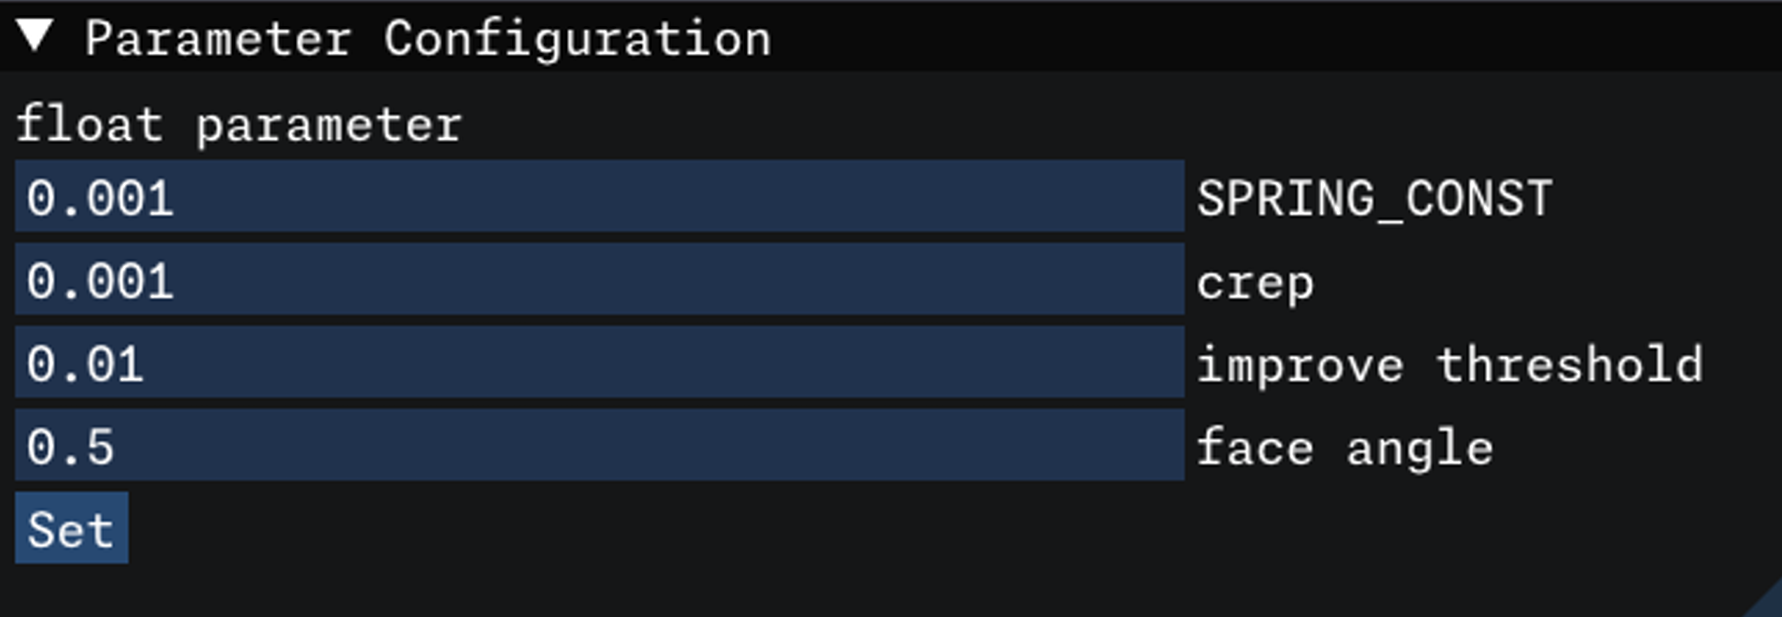 Parameter Configuration
float parameter
0.001 SPRING_CONST
0.001 crep
0.01 improve threshold
0.5 face angle
Set